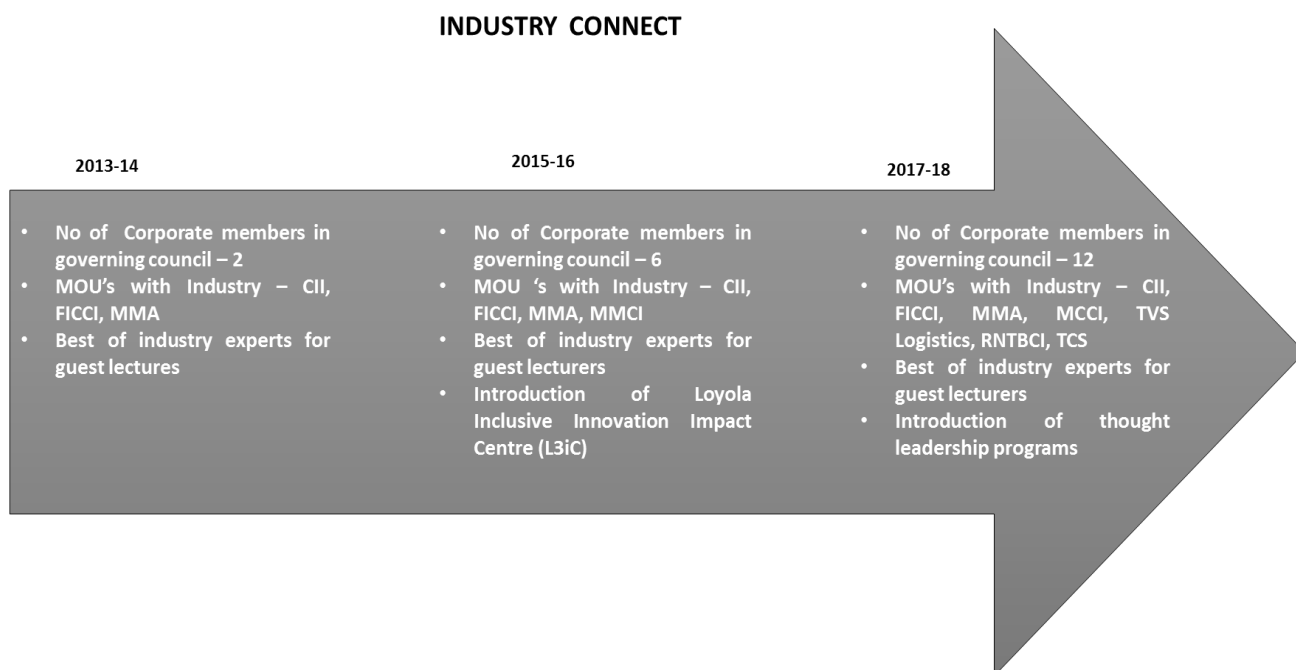 INDUSTRY CONNECT
2013-14
• No of Corporate members in
governing council – 2
• MOU's with Industry – CII,
FICCI, MMA
• Best of industry experts for
guest lectures
2015-16
• No of Corporate members in
governing council – 6
• MOU ‘s with Industry – CII,
FICCI, MMA, MMCI
• Best of industry experts for
guest lecturers
• Introduction of Loyola
Inclusive Innovation Impact
Centre (L3iC)
2017-18
• No of Corporate members in
governing council – 12
• MOU's with Industry – CII,
FICCI, MMA, MCCI, TVS
Logistics, RNTBCI, TCS
• Best of industry experts for
guest lecturers
• Introduction of thought
leadership programs